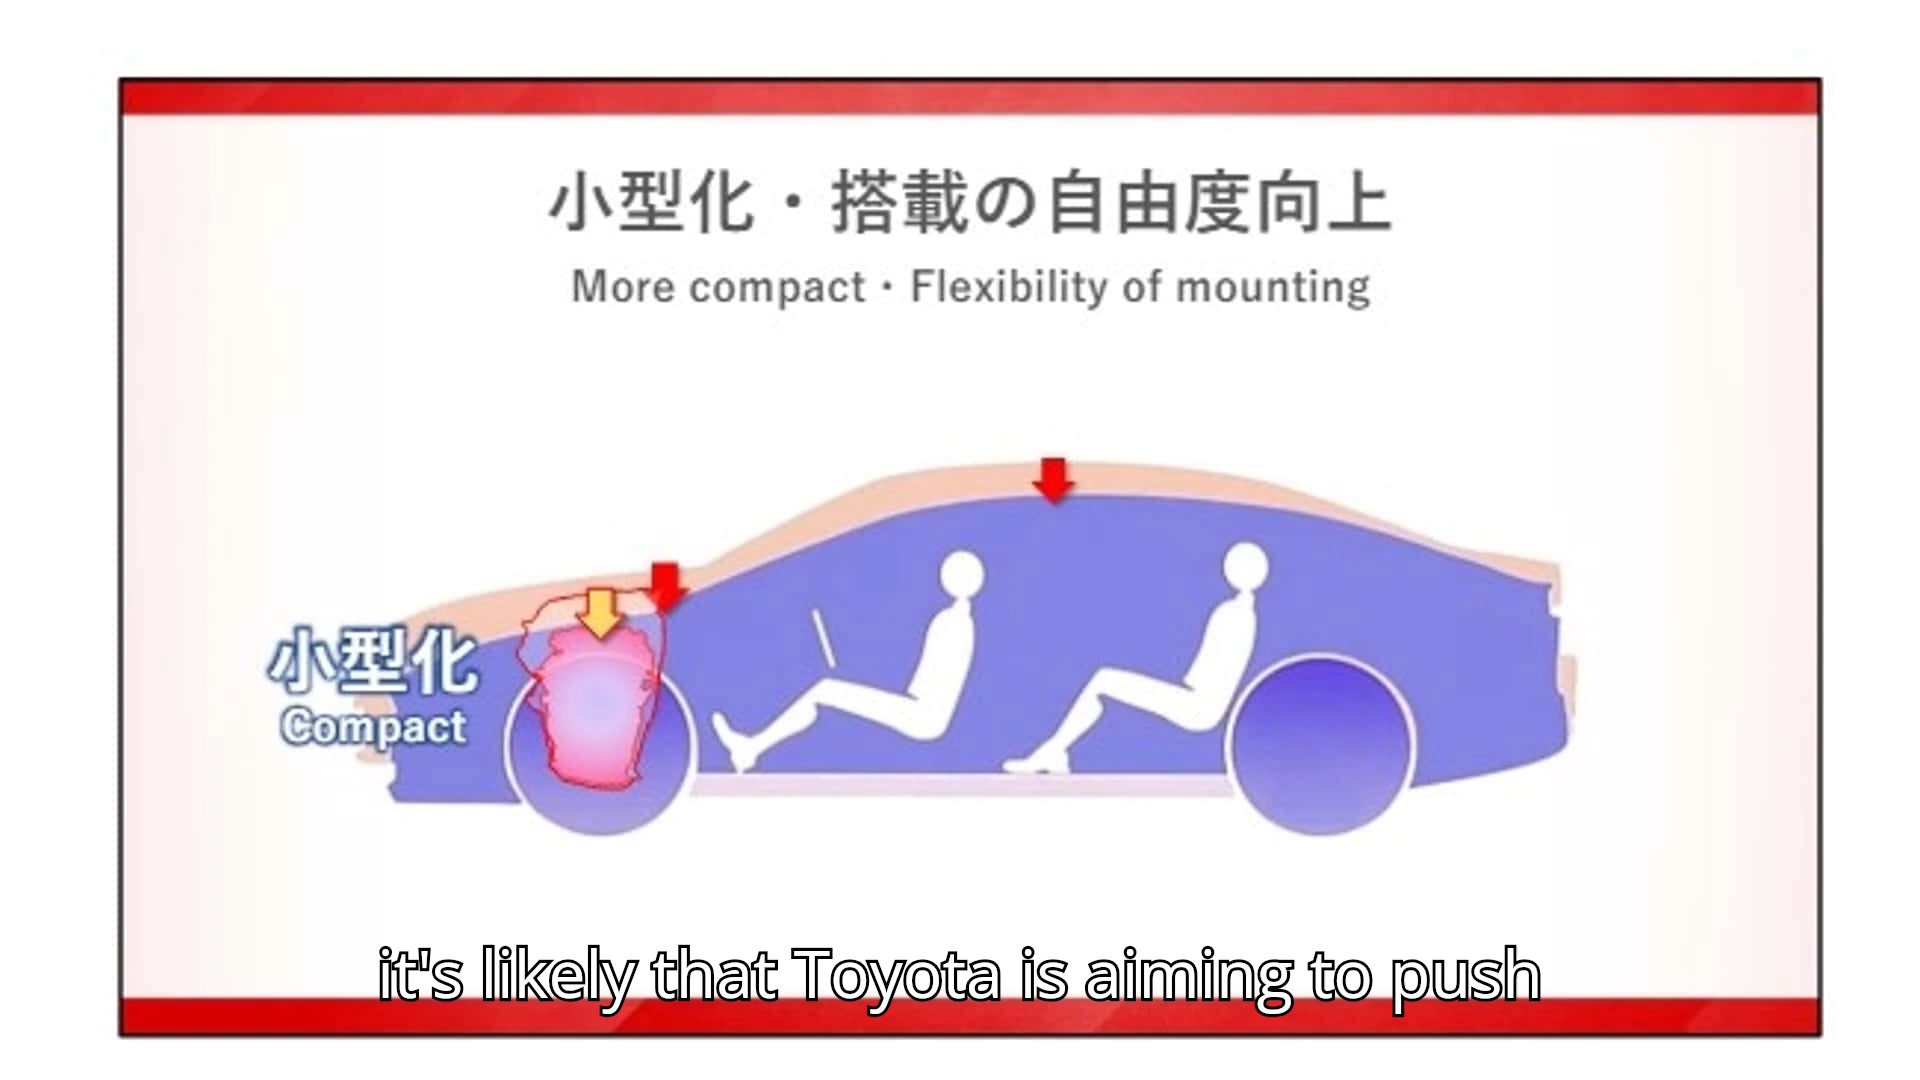 小型化・搭載の自由度向上
More compact・Flexibility of mounting
小型化
Compact
it's likely that Toyota is aiming to push